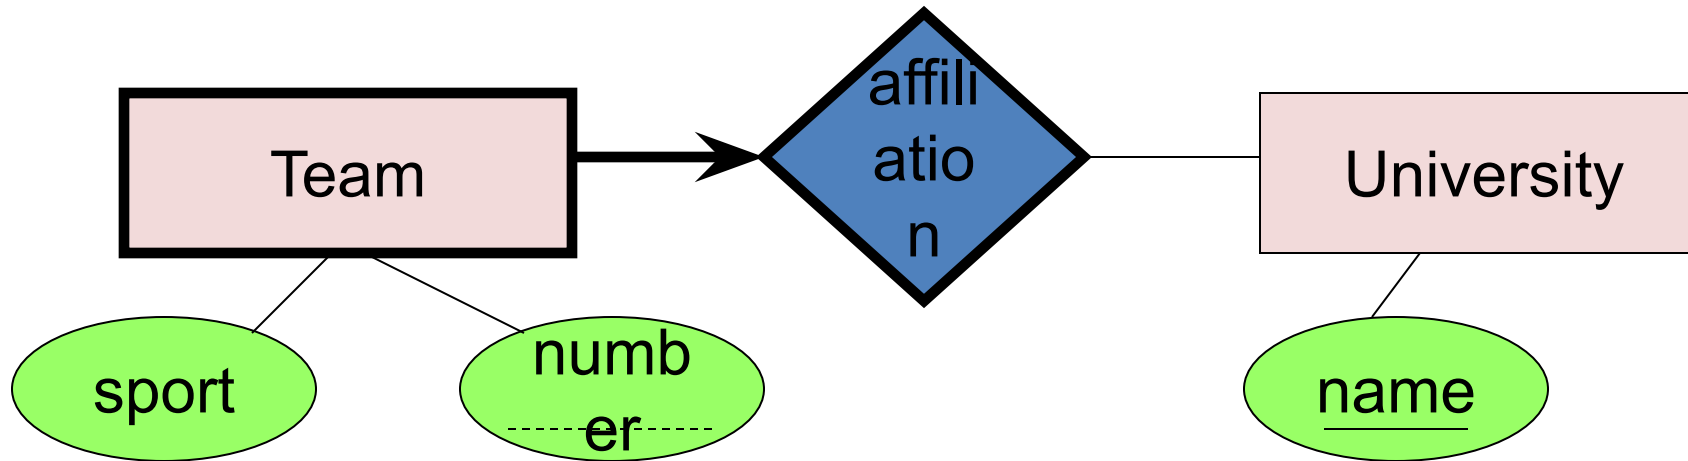 Team
affili
atio
n
University
sport
numb
er
name